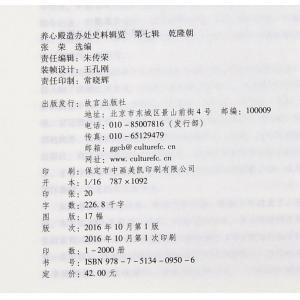 养心殿造办处史料辑览 第七辑 乾隆朝
张荣 选编
责任编辑：朱传荣
装帧设计：王孔刚
责任印制：常晓辉
出版发行：故宫出版社
地址：北京市东城区景山前街4号 邮编：100009
电话：010-85007816（发行部）
传真：010-65129479
邮箱：ggcb@culturefc.cn
网址：www.culturefc.cn
印刷：保定市中画美凯印刷有限公司
开本：1/16 787×1092
印张：20
字数：226.8千字
图版：17幅
版次：2016年10月第1版
2016年10月第1次印刷
印数：1-2000册
书号：ISBN 978-7-5134-0950-6
定价：42.00元